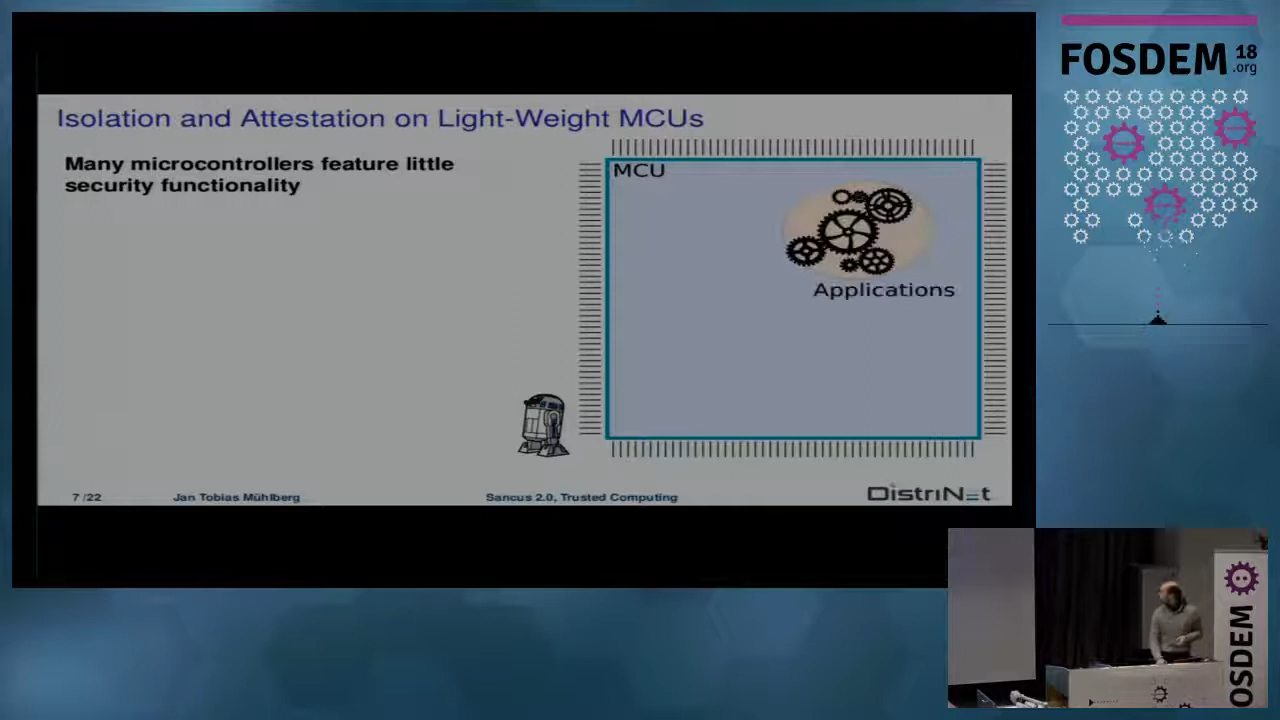 Isolation and Attestation on Light-Weight MCUs
Many microcontrollers feature little
security functionality
MCU
Applications
7 /22
Jan Tobias Mühlberg
Sancus 2.0, Trusted Computing
DistriNet
FOSDEM 18
.org
FOSDEM